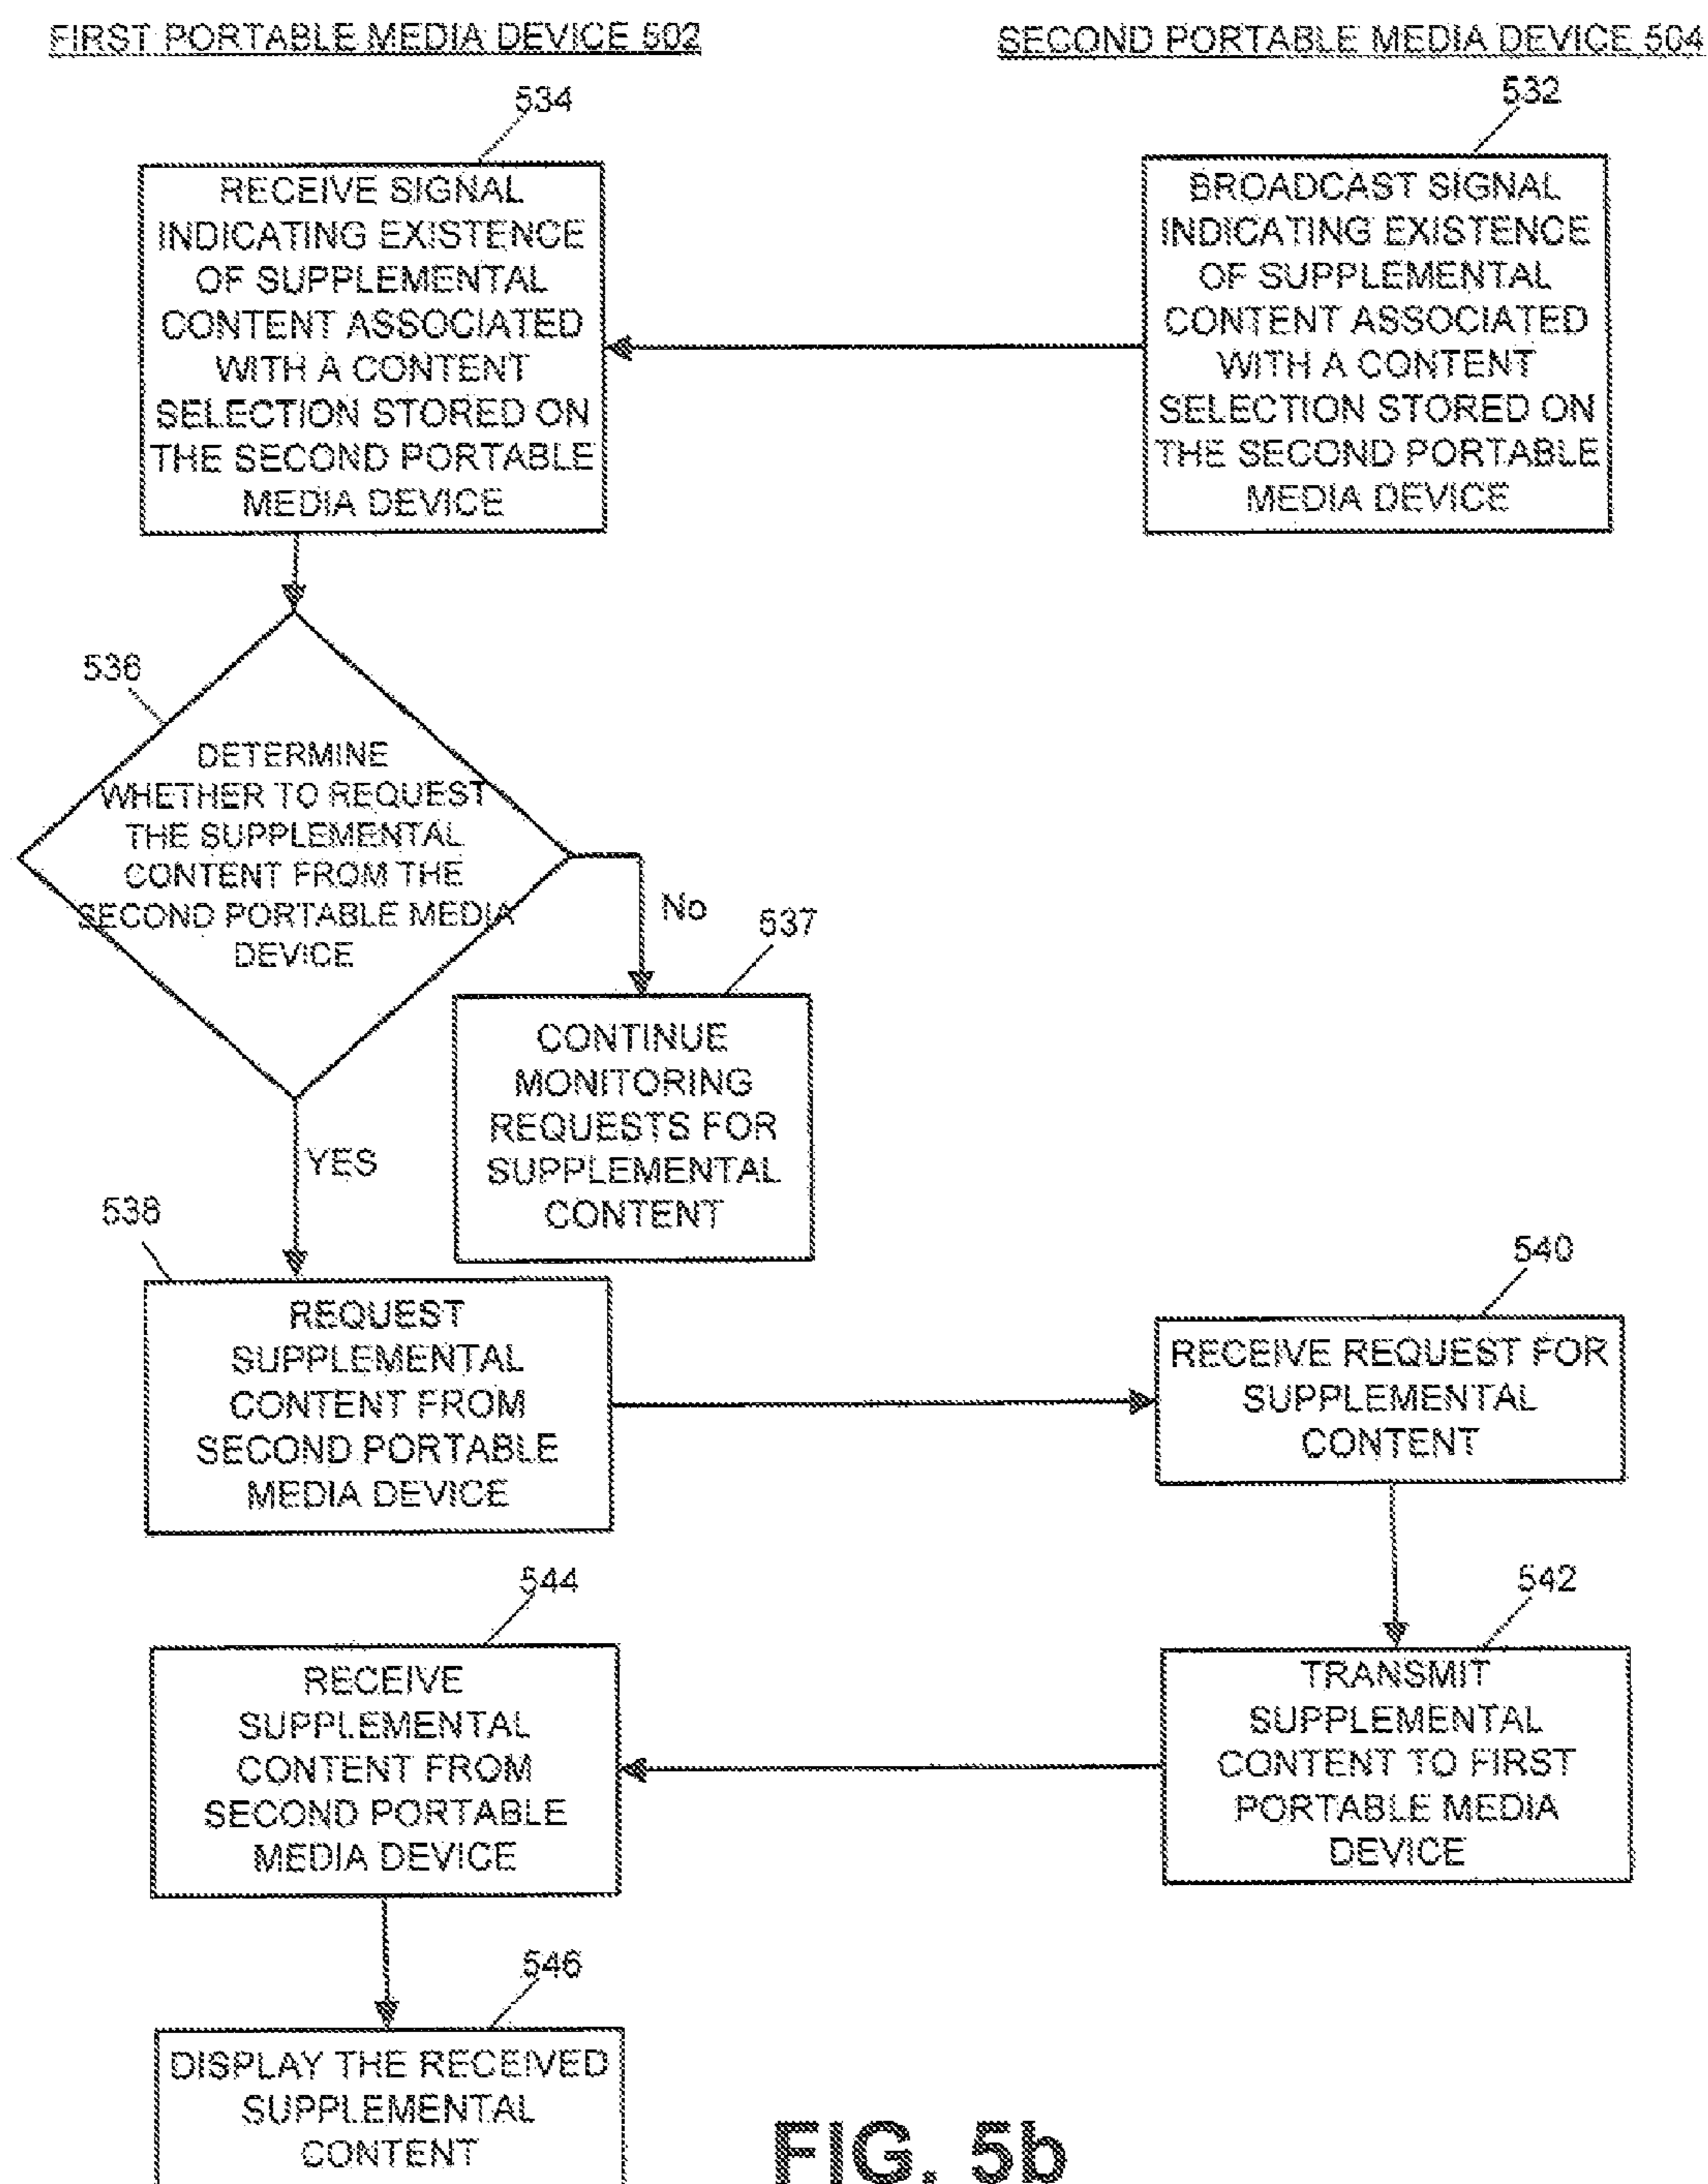 FIRST PORTABLE MEDIA DEVICE 502
SECOND PORTABLE MEDIA DEVICE 504
534
RECEIVE SIGNAL
INDICATING EXISTENCE
OF SUPPLEMENTAL
CONTENT ASSOCIATED
WITH A CONTENT
SELECTION STORED ON
THE SECOND PORTABLE
MEDIA DEVICE
532
BROADCAST SIGNAL
INDICATING EXISTENCE
OF SUPPLEMENTAL
CONTENT ASSOCIATED
WITH A CONTENT
SELECTION STORED ON
THE SECOND PORTABLE
MEDIA DEVICE
536
DETERMINE
WHETHER TO REQUEST
THE SUPPLEMENTAL
CONTENT FROM THE
SECOND PORTABLE MEDIA
DEVICE
No
537
CONTINUE
MONITORING
REQUESTS FOR
SUPPLEMENTAL
CONTENT
YES
538
REQUEST
SUPPLEMENTAL
CONTENT FROM
SECOND PORTABLE
MEDIA DEVICE
540
RECEIVE REQUEST FOR
SUPPLEMENTAL
CONTENT
542
TRANSMIT
SUPPLEMENTAL
CONTENT TO FIRST
PORTABLE MEDIA
DEVICE
544
RECEIVE
SUPPLEMENTAL
CONTENT FROM
SECOND PORTABLE
MEDIA DEVICE
546
DISPLAY THE RECEIVED
SUPPLEMENTAL
CONTENT
FIG. 5b